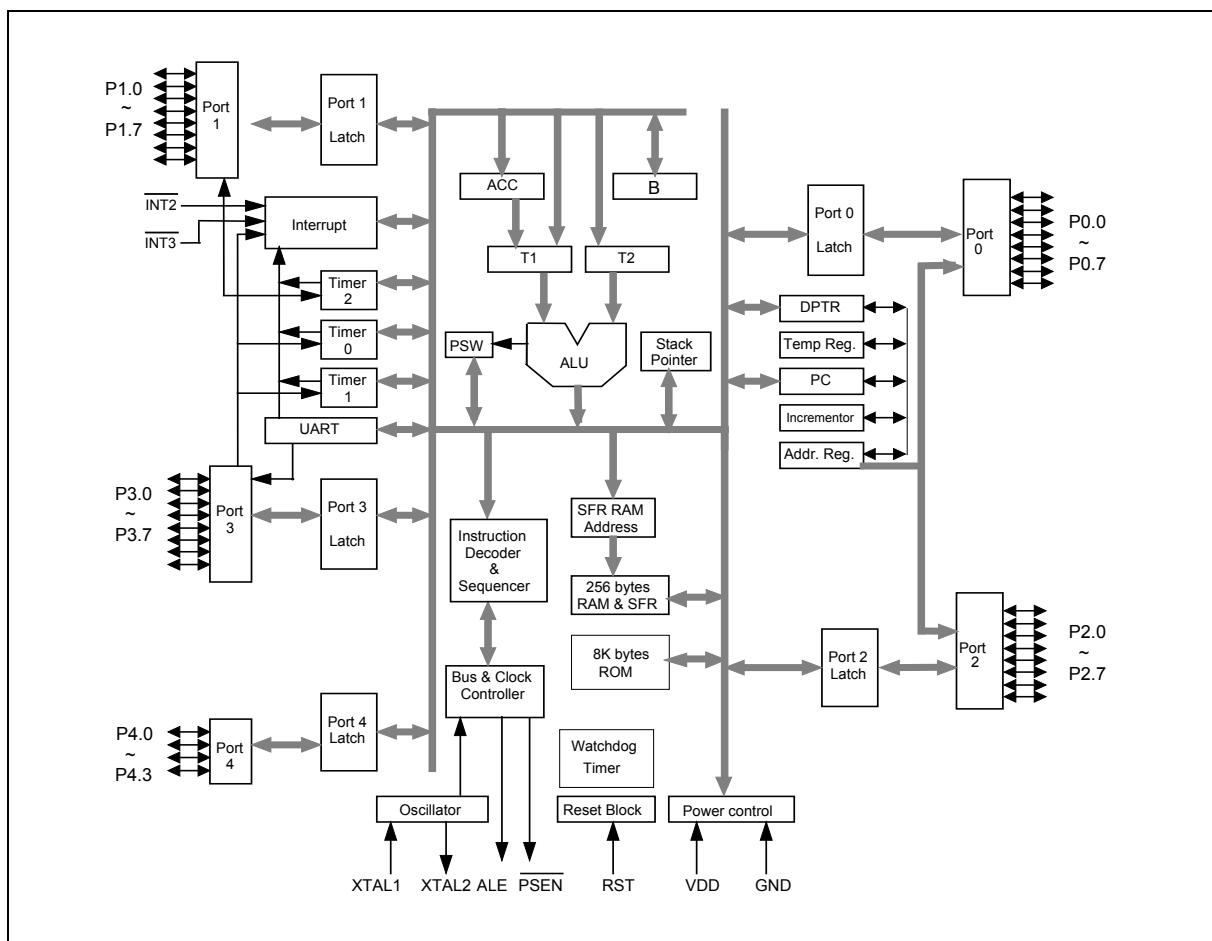 P1.0
~
P1.7
Port
1
Port 1
Latch
INT2
INT3
Interrupt
Timer
2
Timer
0
Timer
1
UART
P3.0
~
P3.7
Port
3
Port 3
Latch
P4.0
~
P4.3
Port
4
Port 4
Latch
ACC
B
T1
T2
PSW
ALU
Stack
Pointer
Instruction
Decoder
&
Sequencer
SFR RAM
Address
256 bytes
RAM & SFR
8K bytes
ROM
Bus & Clock
Controller
Watchdog
Timer
Oscillator
Reset Block
Power control
XTAL1
XTAL2
ALE
PSEN
RST
VDD
GND
Port 0
Latch
Port
0
P0.0
~
P0.7
DPTR
Temp Reg.
PC
Incrementor
Addr. Reg.
Port 2
Latch
Port
2
P2.0
~
P2.7